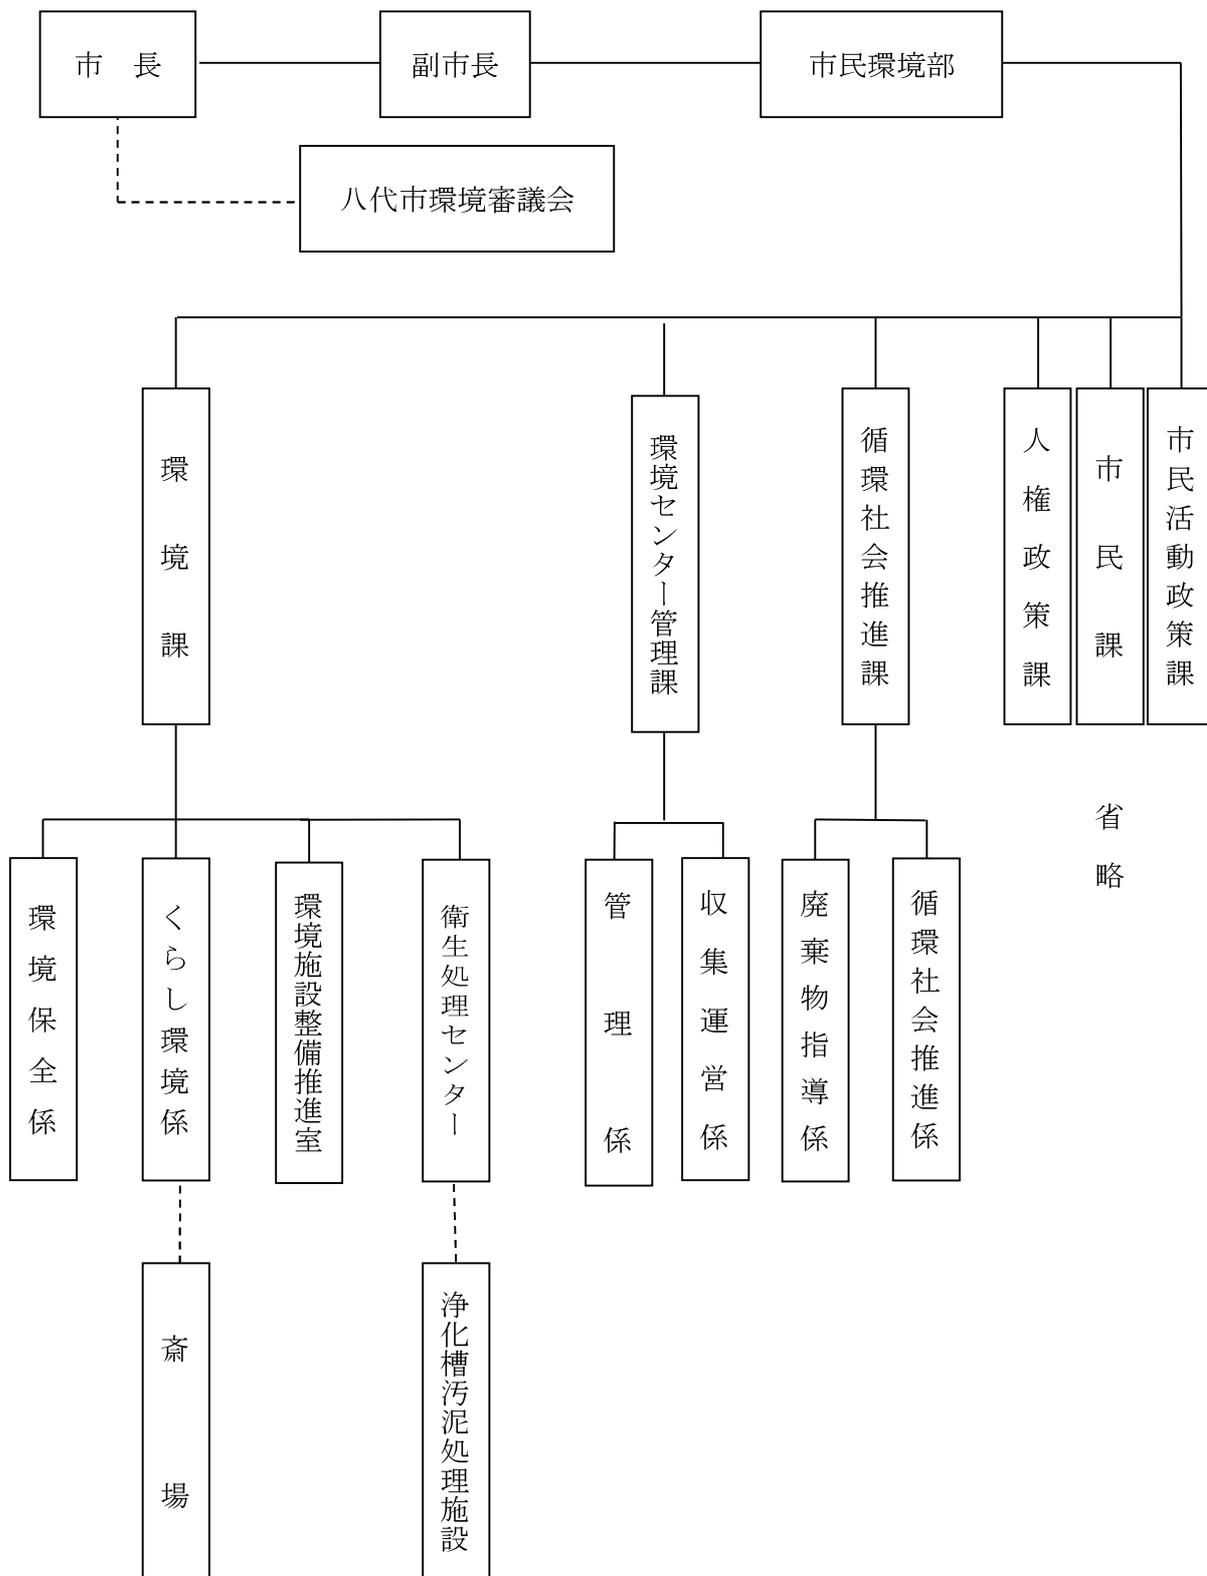 市　長
副市長
市民環境部
八代市環境審議会
環境課
環境センター管理課
循環社会推進課
人権政策課
市民課
市民活動政策課
省略
環境保全係
くらし環境係
環境施設整備推進室
衛生処理センター
管理係
収集運営係
廃棄物指導係
循環社会推進係
斎場
浄化槽汚泥処理施設